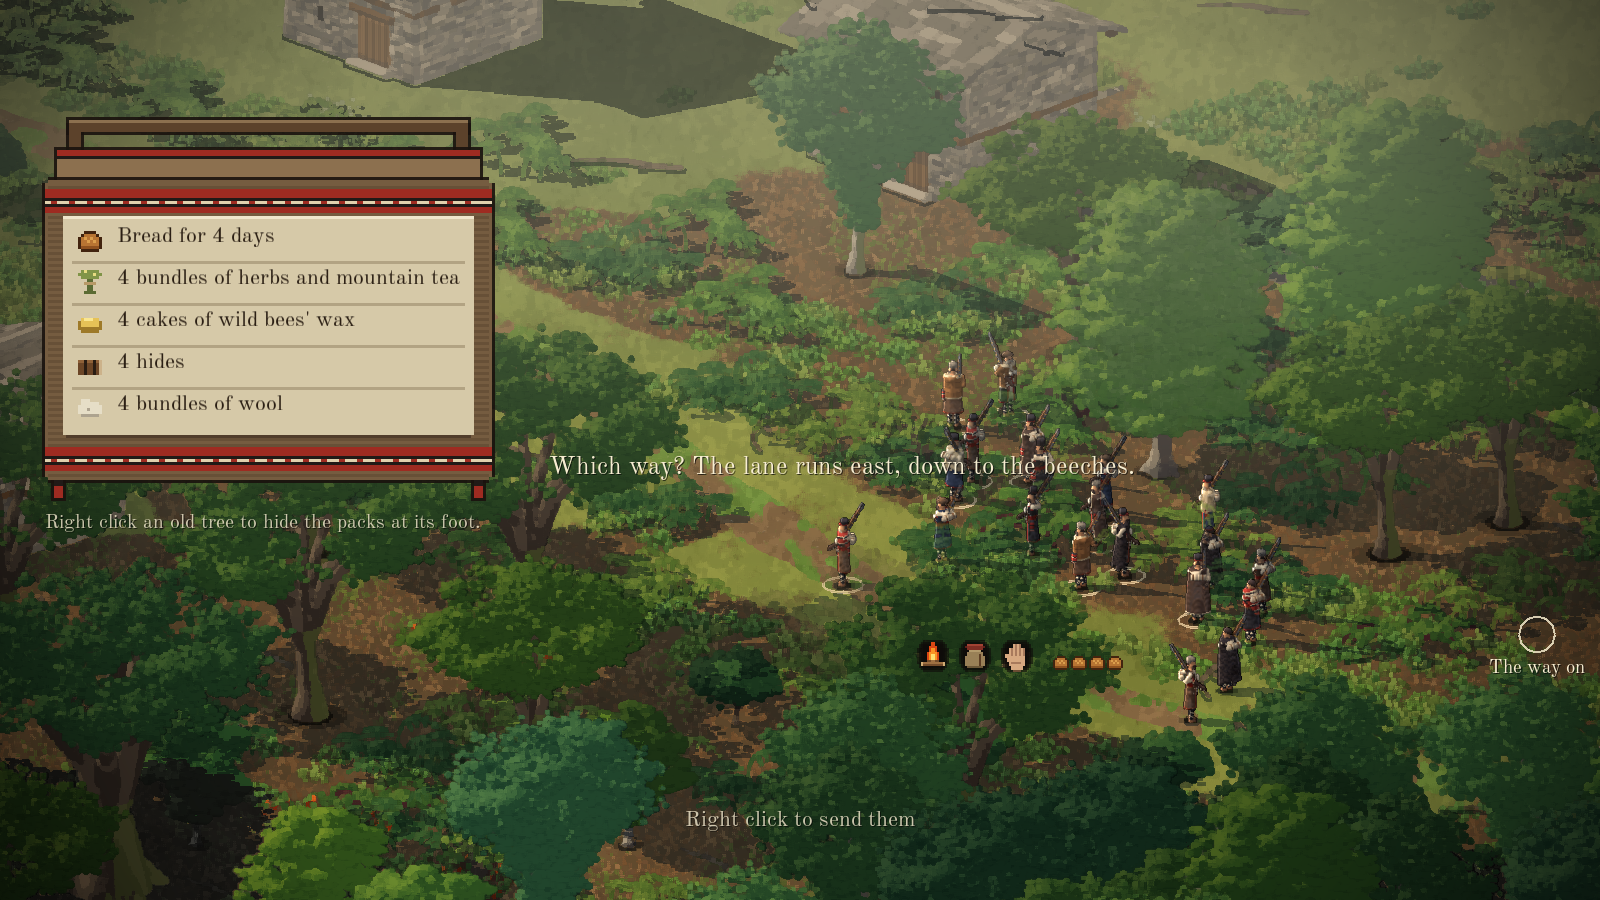 Bread for 4 days
4 bundles of herbs and mountain tea
4 cakes of wild bees' wax
4 hides
4 bundles of wool
Which way? The lane runs east, down to the beeches.
Right click an old tree to hide the packs at its foot.
The way on
Right click to send them